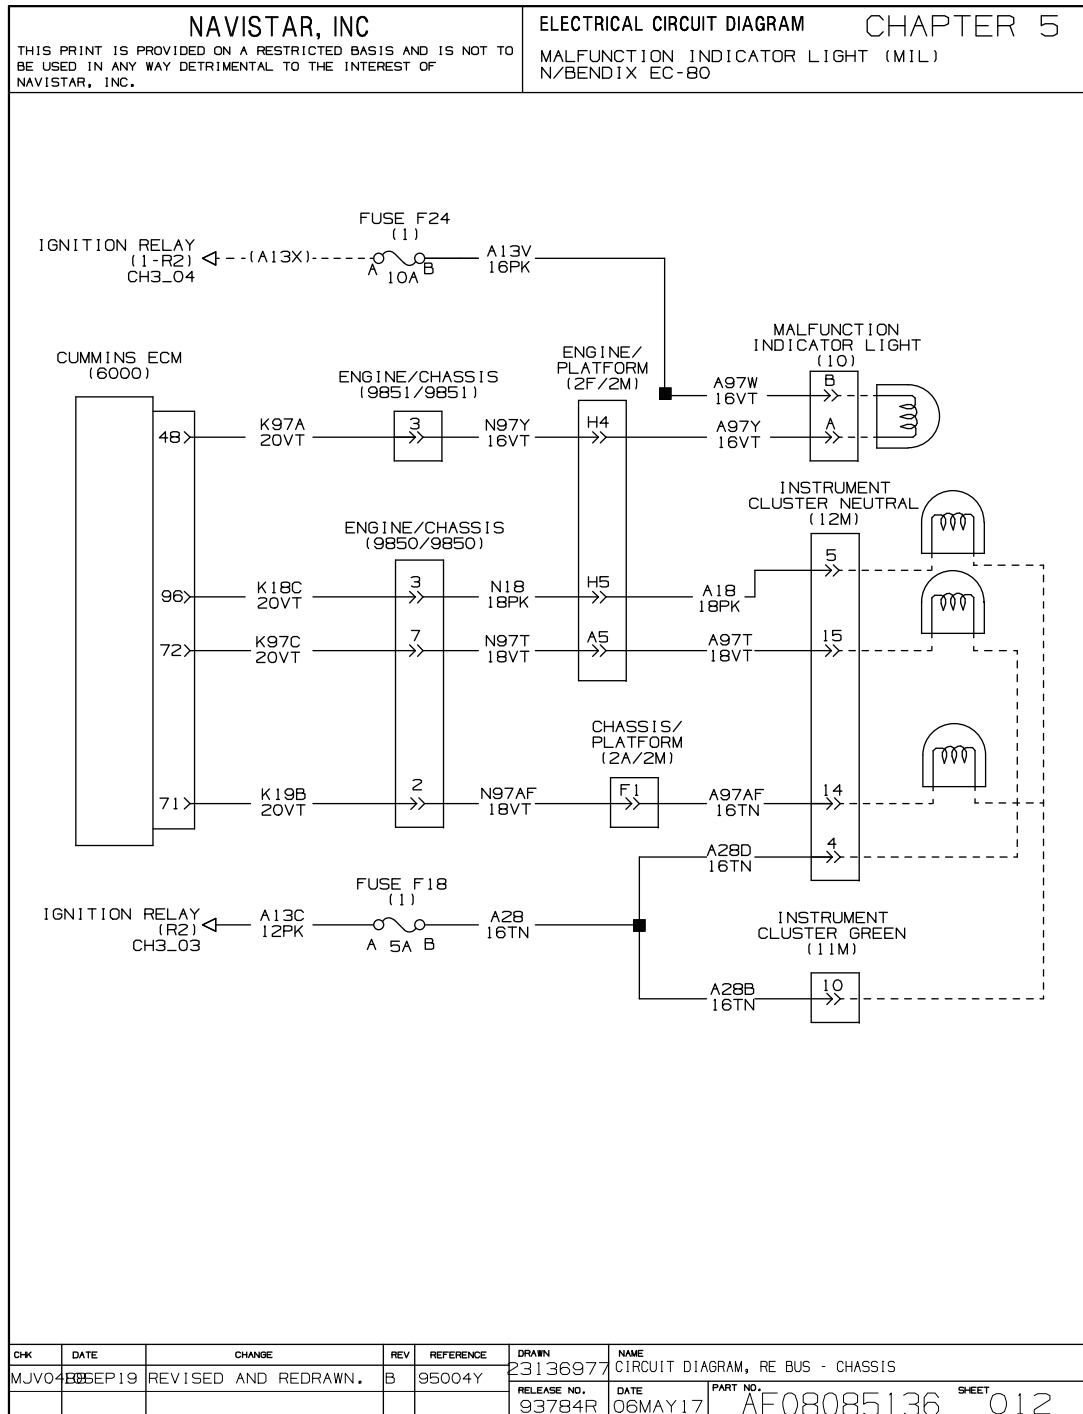 NAVISTAR, INC
THIS PRINT IS PROVIDED ON A RESTRICTED BASIS AND IS NOT TO
BE USED IN ANY WAY DETRIMENTAL TO THE INTEREST OF
NAVISTAR, INC.
ELECTRICAL CIRCUIT DIAGRAM
CHAPTER 5
MALFUNCTION INDICATOR LIGHT (MIL)
N/BENDIX EC-80
FUSE F24
(1)
IGNITION RELAY
(1-R2)
CH3_04
(A13X)
A
10A
B
A13V
16PK
CUMMINS ECM
(6000)
ENGINE/CHASSIS
(9851/9851)
ENGINE/
PLATFORM
(2F/2M)
MALFUNCTION
INDICATOR LIGHT
(10)
A97W
16VT
B
48
K97A
20VT
3
N97Y
16VT
H4
A97Y
16VT
A
INSTRUMENT
CLUSTER NEUTRAL
(12M)
ENGINE/CHASSIS
(9850/9850)
5
96
K18C
20VT
3
N18
18PK
H5
A18
18PK
72
K97C
20VT
7
N97T
18VT
A5
A97T
18VT
15
CHASSIS/
PLATFORM
(2A/2M)
71
K19B
20VT
2
N97AF
18VT
F1
A97AF
16TN
14
A28D
16TN
4
FUSE F18
(1)
IGNITION RELAY
(R2)
CH3_03
A13C
12PK
A
5A
B
A28
16TN
INSTRUMENT
CLUSTER GREEN
(11M)
A28B
16TN
10
CHK
DATE
CHANGE
REV
REFERENCE
DRAWN
NAME
REVISED AND REDRAWN.
B
95004Y
23136977
CIRCUIT DIAGRAM, RE BUS - CHASSIS
RELEASE NO.
DATE
PART NO.
SHEET
93784R
06MAY17
AF08085136
012